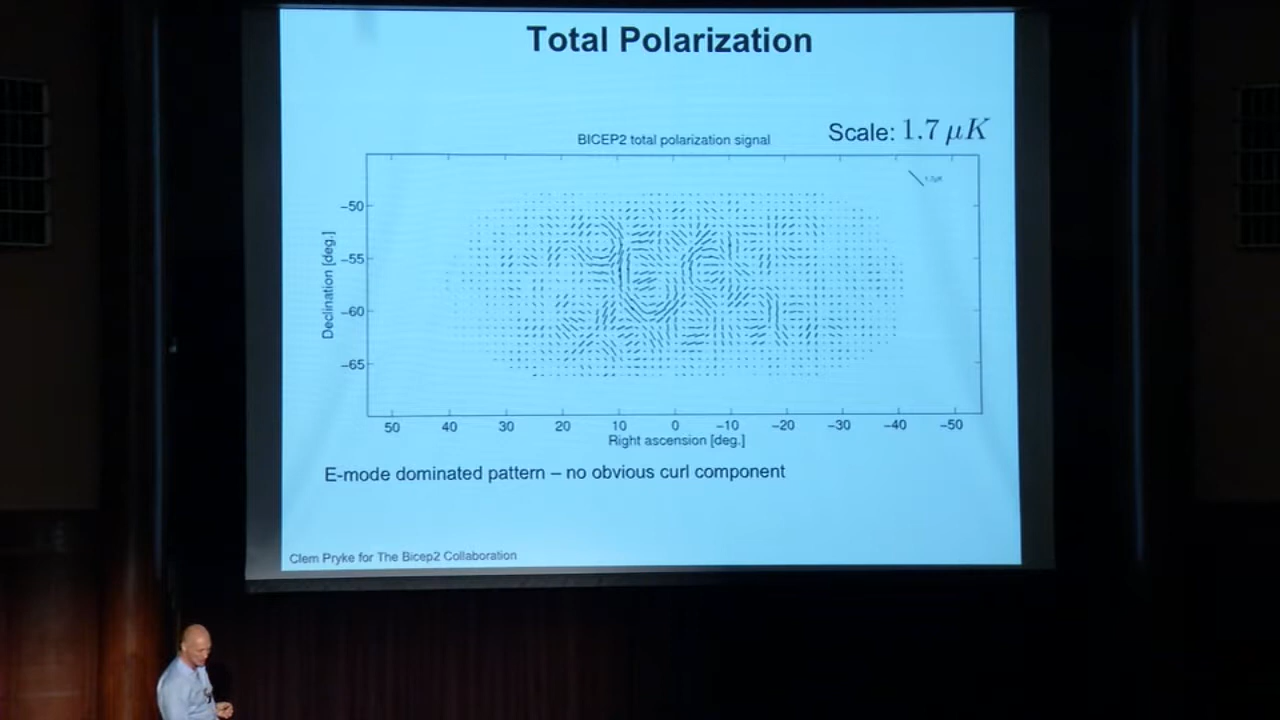 Total Polarization
Scale: 1.7 μK
BICEP2 total polarization signal
1.7μK
−50
−55
−60
−65
Declination [deg.]
50 40 30 20 10 0 −10 −20 −30 −40 −50
Right ascension [deg.]
E-mode dominated pattern – no obvious curl component
Clem Pryke for The Bicep2 Collaboration